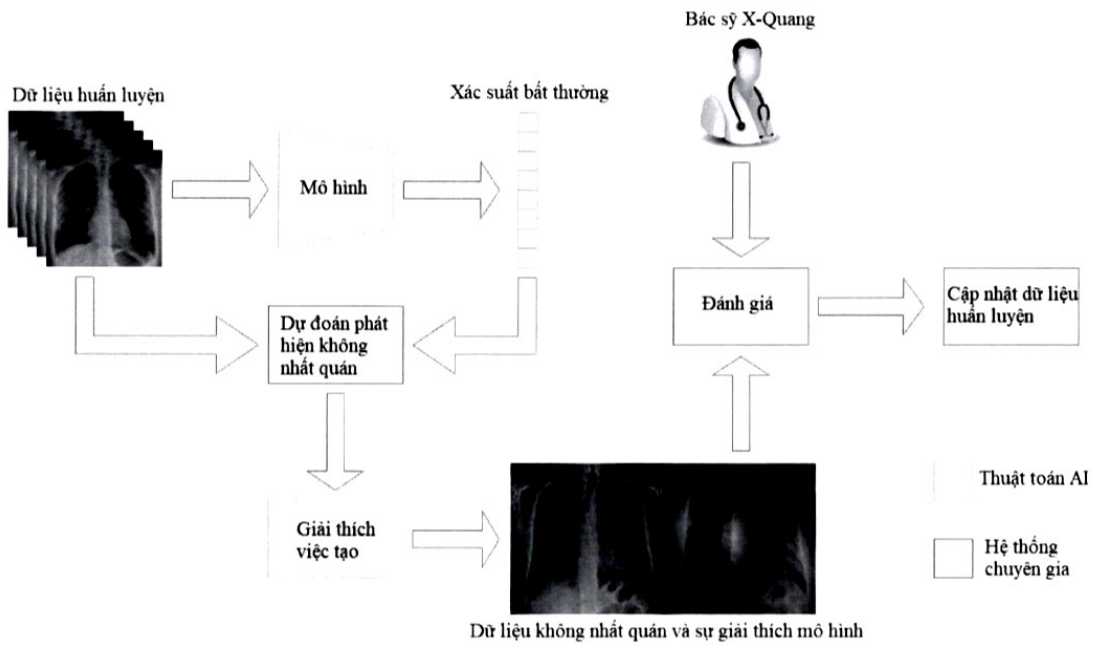 Bác sỹ X-Quang
Dữ liệu huấn luyện
Xác suất bất thường
Mô hình
Đánh giá
Cập nhật dữ liệu
huấn luyện
Dự đoán phát
hiện không
nhất quán
Giải thích
việc tạo
Thuật toán AI
Hệ thống
chuyên gia
Dữ liệu không nhất quán và sự giải thích mô hình